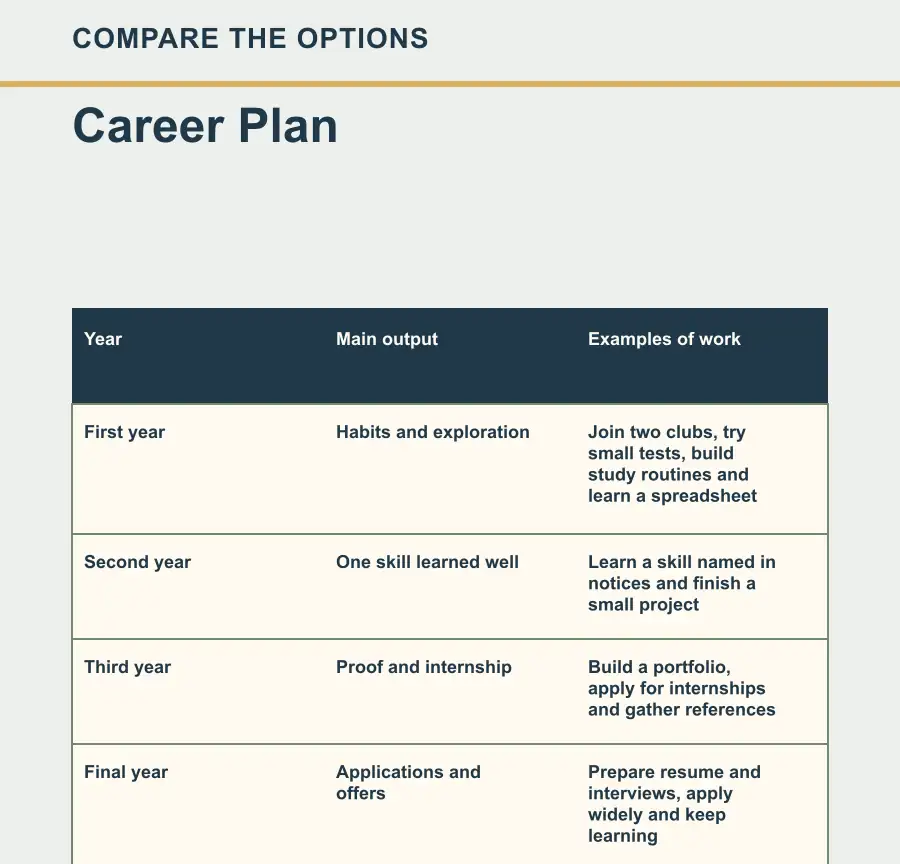 COMPARE THE OPTIONS
Career Plan
Year
Main output
Examples of work
First year
Habits and exploration
Join two clubs, try
small tests, build
study routines and
learn a spreadsheet
Second year
One skill learned well
Learn a skill named in
notices and finish a
small project
Third year
Proof and internship
Build a portfolio,
apply for internships
and gather references
Final year
Applications and
offers
Prepare resume and
interviews, apply
widely and keep
learning